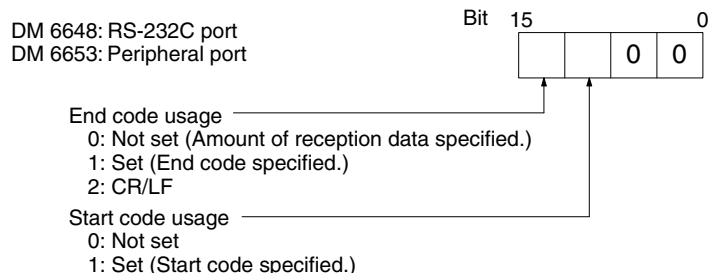 Bit 15 0
DM 6648: RS-232C port
DM 6653: Peripheral port
0 0
End code usage
0: Not set (Amount of reception data specified.)
1: Set (End code specified.)
2: CR/LF
Start code usage
0: Not set
1: Set (Start code specified.)